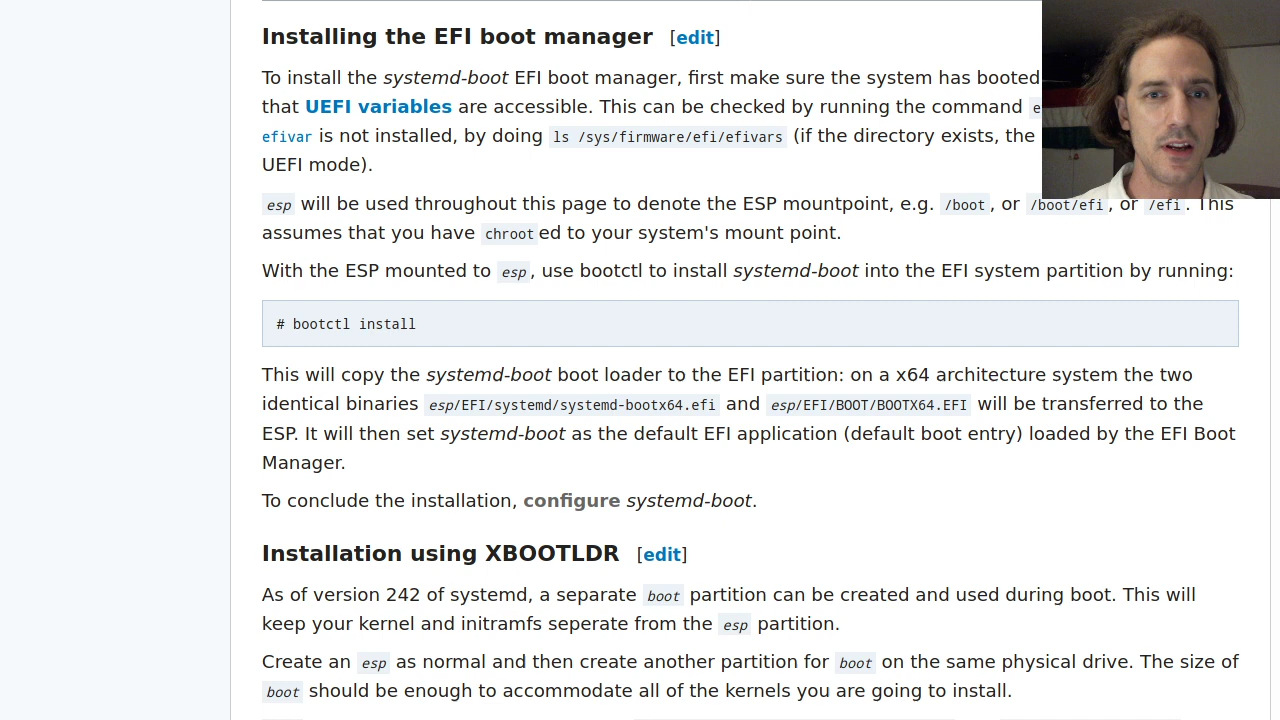 Installing the EFI boot manager [edit]
To install the systemd-boot EFI boot manager, first make sure the system has booted
that UEFI variables are accessible. This can be checked by running the command e
efivar is not installed, by doing ls /sys/firmware/efi/efivars (if the directory exists, the
UEFI mode).
esp will be used throughout this page to denote the ESP mountpoint, e.g. /boot, or /boot/efi, or /efi. This
assumes that you have chrooted to your system's mount point.
With the ESP mounted to esp, use bootctl to install systemd-boot into the EFI system partition by running:
# bootctl install
This will copy the systemd-boot boot loader to the EFI partition: on a x64 architecture system the two
identical binaries esp/EFI/systemd/systemd-bootx64.efi and esp/EFI/BOOT/BOOTX64.EFI will be transferred to the
ESP. It will then set systemd-boot as the default EFI application (default boot entry) loaded by the EFI Boot
Manager.
To conclude the installation, configure systemd-boot.
Installation using XBOOTLDR [edit]
As of version 242 of systemd, a separate boot partition can be created and used during boot. This will
keep your kernel and initramfs seperate from the esp partition.
Create an esp as normal and then create another partition for boot on the same physical drive. The size of
boot should be enough to accommodate all of the kernels you are going to install.